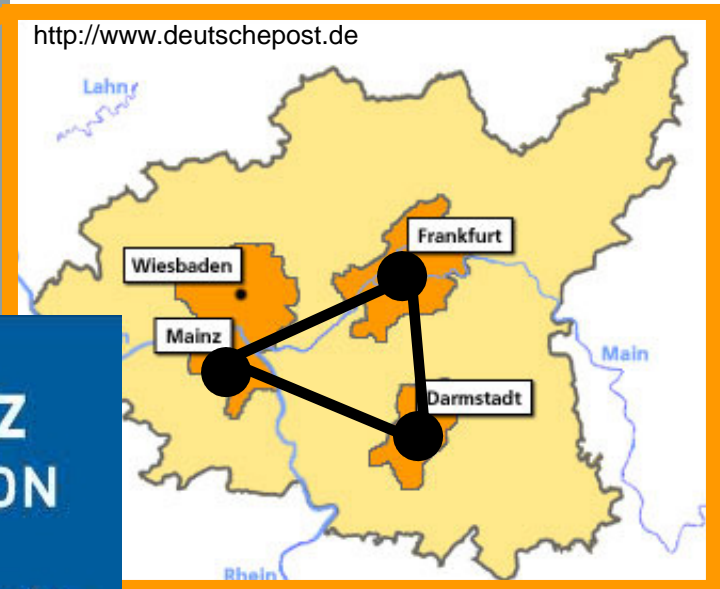 http://www.deutschepost.de
Lahn
Frankfurt
Wiesbaden
Mainz
Main
Darmstadt
Z
ON
Rhein